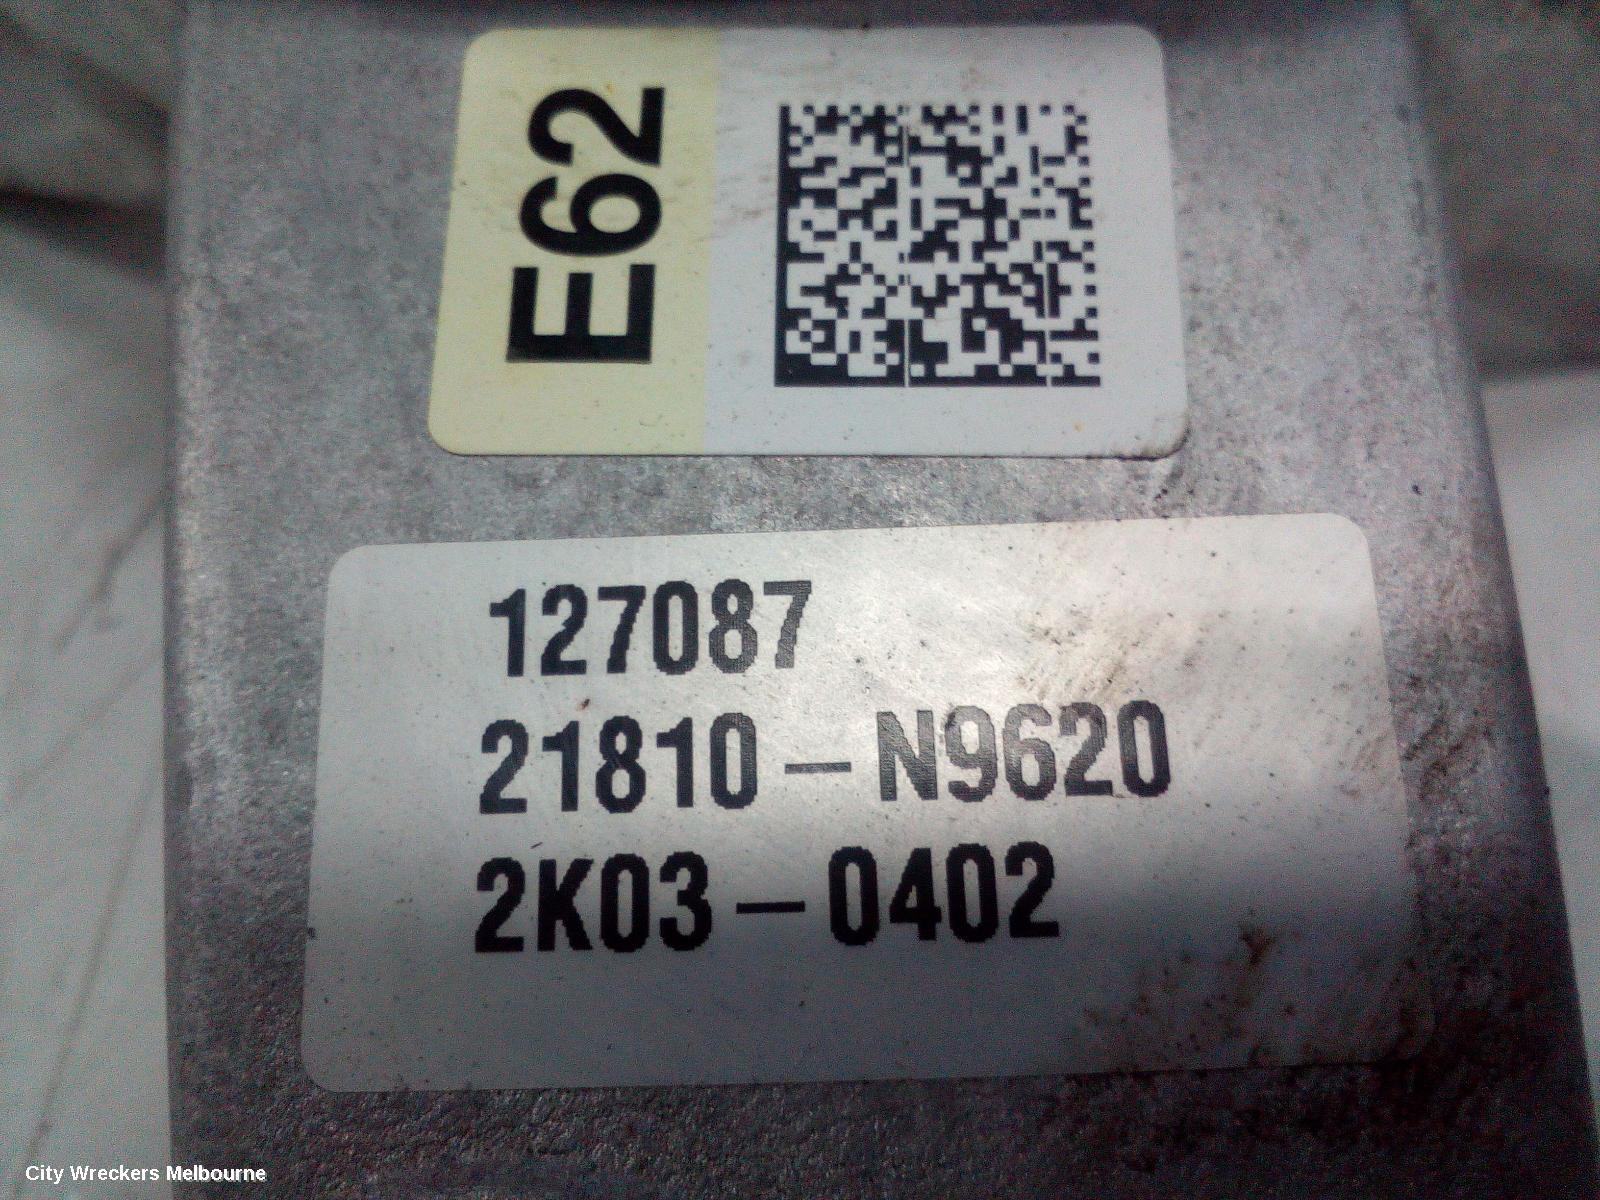 E62
127087
21810-N9620
2K03-0402
City Wreckers Melbourne